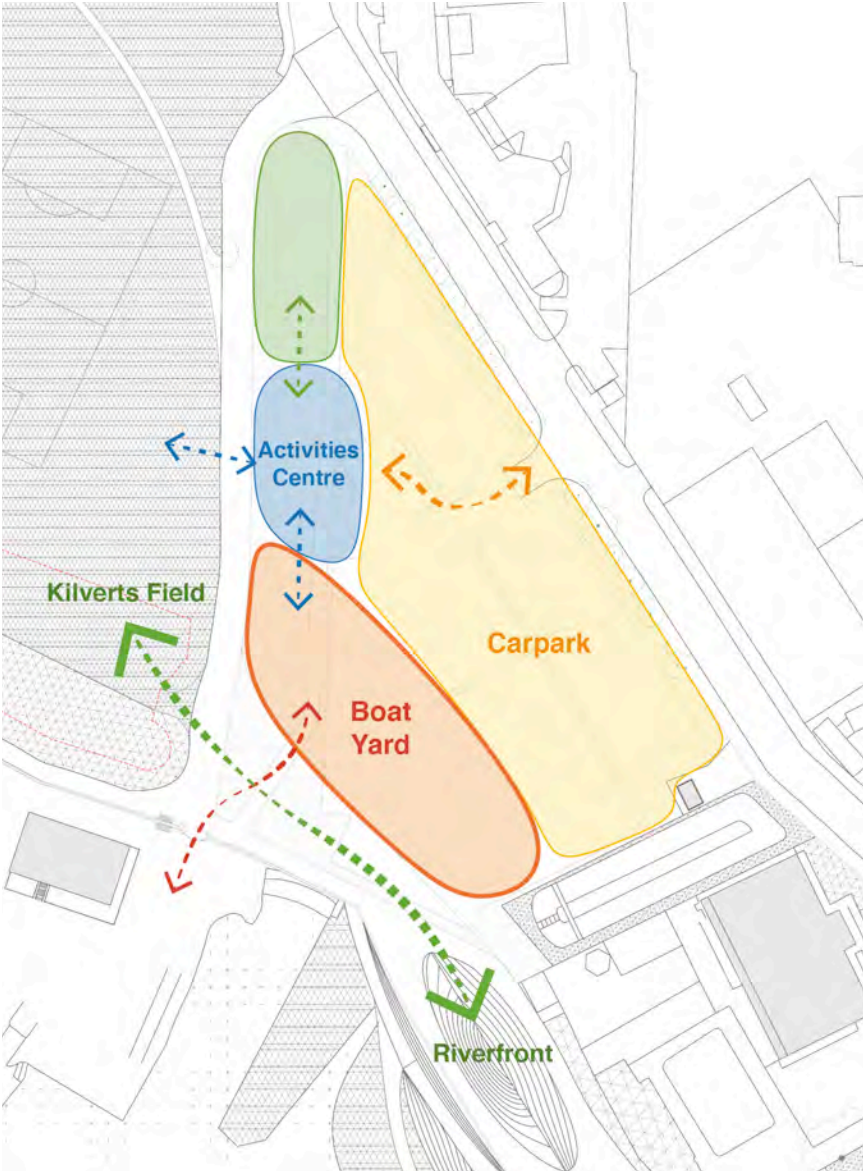 Activities
Centre
Kilverts Field
Carpark
Boat
Yard
Riverfront